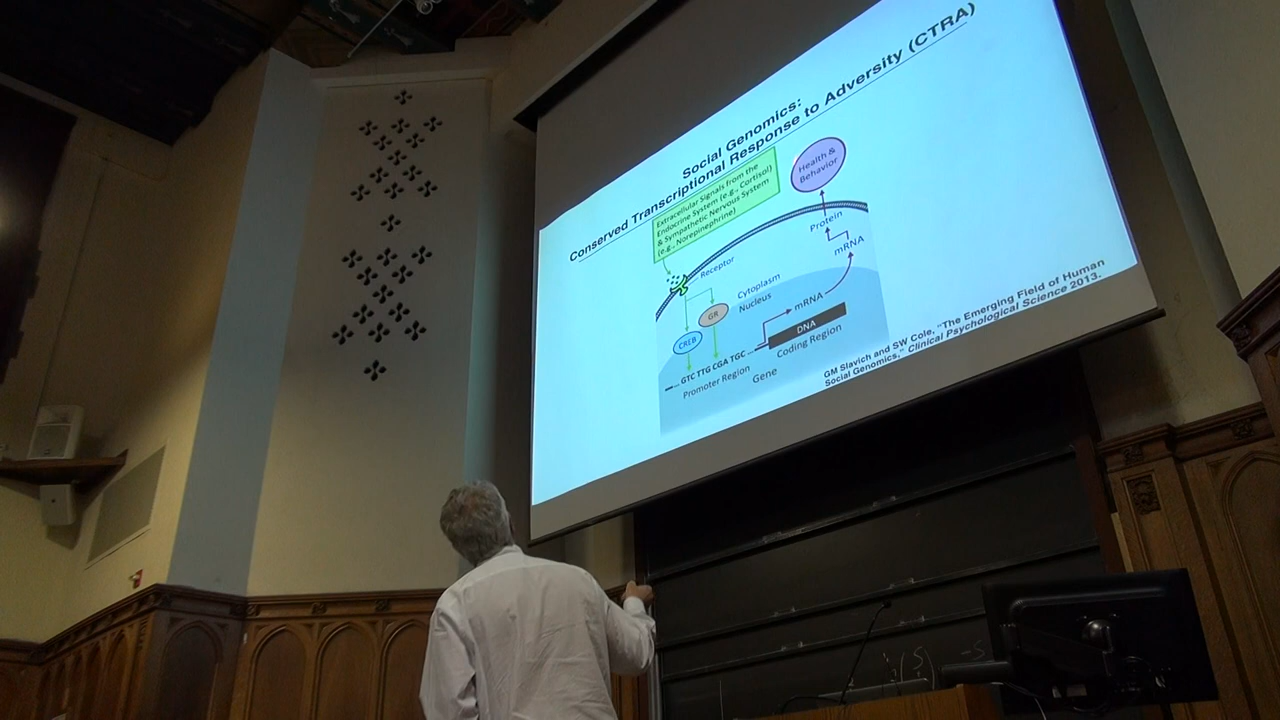 Social Genomics:
Conserved Transcriptional Response to Adversity (CTRA)
Extracellular Signals from the
Endocrine System (e.g., Cortisol)
& Sympathetic Nervous System
(e.g., Norepinephrine)
Health &
Behavior
Protein
mRNA
Receptor
Cytoplasm
Nucleus
mRNA
GR
CREB
DNA
Coding Region
... GTC TTG CGA TGC ...
Promoter Region
Gene
GM Slavich and SW Cole, "The Emerging Field of Human
Social Genomics," Clinical Psychological Science 2013.